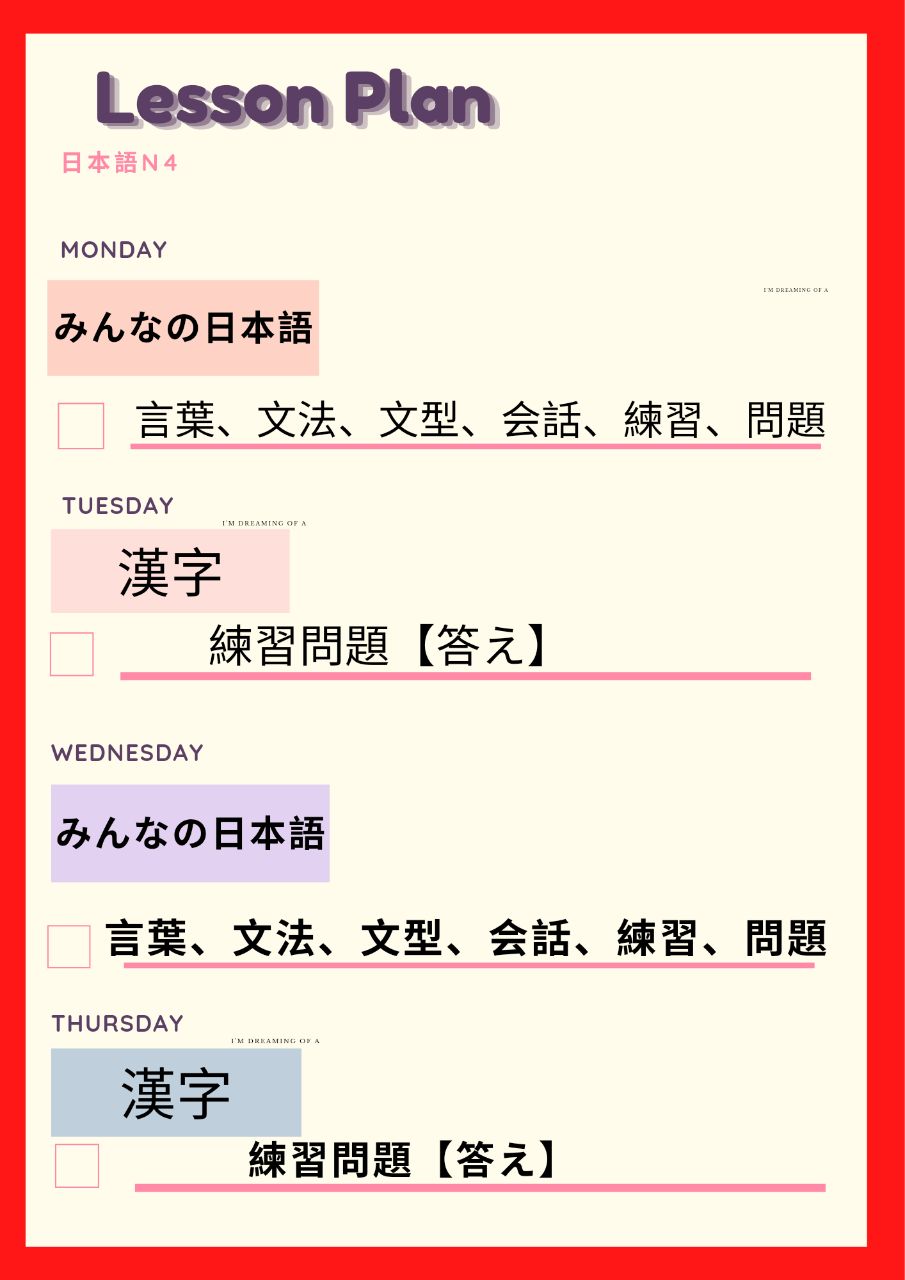 Lesson Plan
日本語N4
MONDAY
I'M DREAMING OF A
みんなの日本語
言葉、文法、文型、会話、練習、問題
TUESDAY
I'M DREAMING OF A
漢字
練習問題【答え】
WEDNESDAY
みんなの日本語
言葉、文法、文型、会話、練習、問題
THURSDAY
I'M DREAMING OF A
漢字
練習問題【答え】